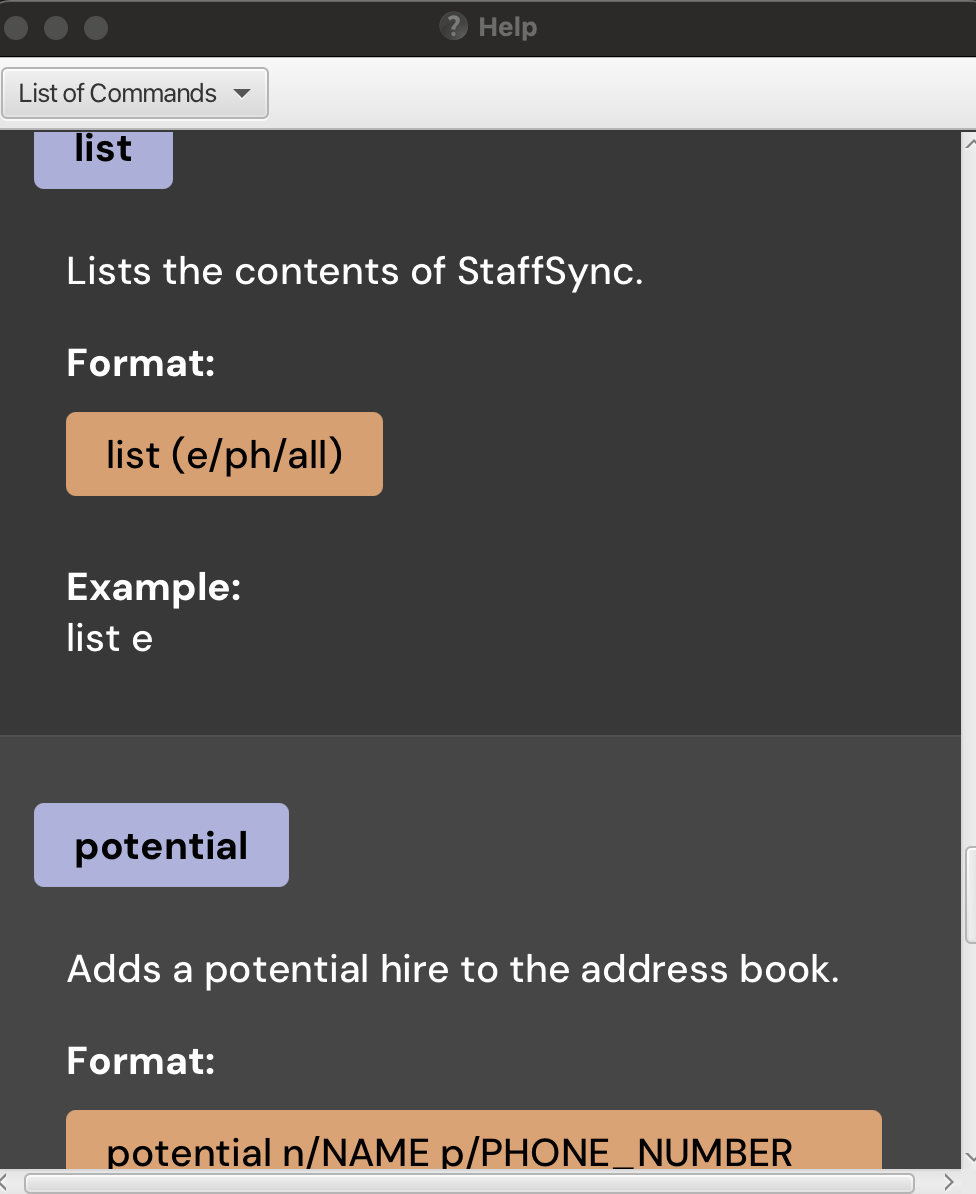 ? Help
List of Commands
list
Lists the contents of StaffSync.
Format:
list (e/ph/all)
Example:
list e
potential
Adds a potential hire to the address book.
Format:
potential n/NAME p/PHONE_NUMBER